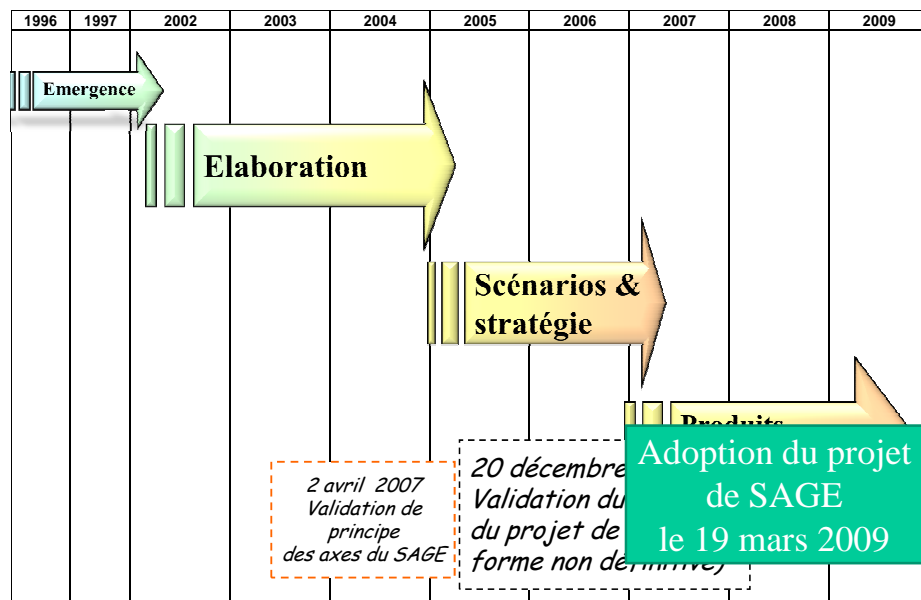 1996 1997 2002 2003 2004 2005 2006 2007 2008 2009
Emergence
Elaboration
Scénarios &
stratégie
Produits
2 avril 2007
Validation de
principe
des axes du SAGE
20 décembre
Validation du
du projet de
forme non définitive)
Adoption du projet
de SAGE
le 19 mars 2009